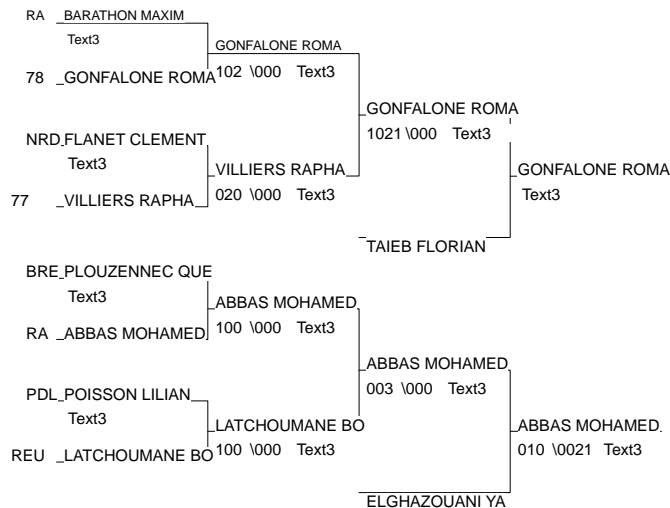 RA BARATHON MAXIM
Text3
GONFALONE ROMA
78 GONFALONE ROMA
102 \000 Text3
GONFALONE ROMA
1021 \000 Text3
NRD FLANET CLEMENT
Text3
VILLIERS RAPHA
77 VILLIERS RAPHA
020 \000 Text3
GONFALONE ROMA
Text3
TAIEB FLORIAN
BRE PLOUZENNEC QUE
Text3
ABBAS MOHAMED
RA ABBAS MOHAMED
100 \000 Text3
ABBAS MOHAMED
003 \000 Text3
PDL POISSON LILIAN
Text3
LATCHOUMANE BO
REU LATCHOUMANE BO
100 \000 Text3
ABBAS MOHAMED
010 \0021 Text3
ELGHAZOUANI YA